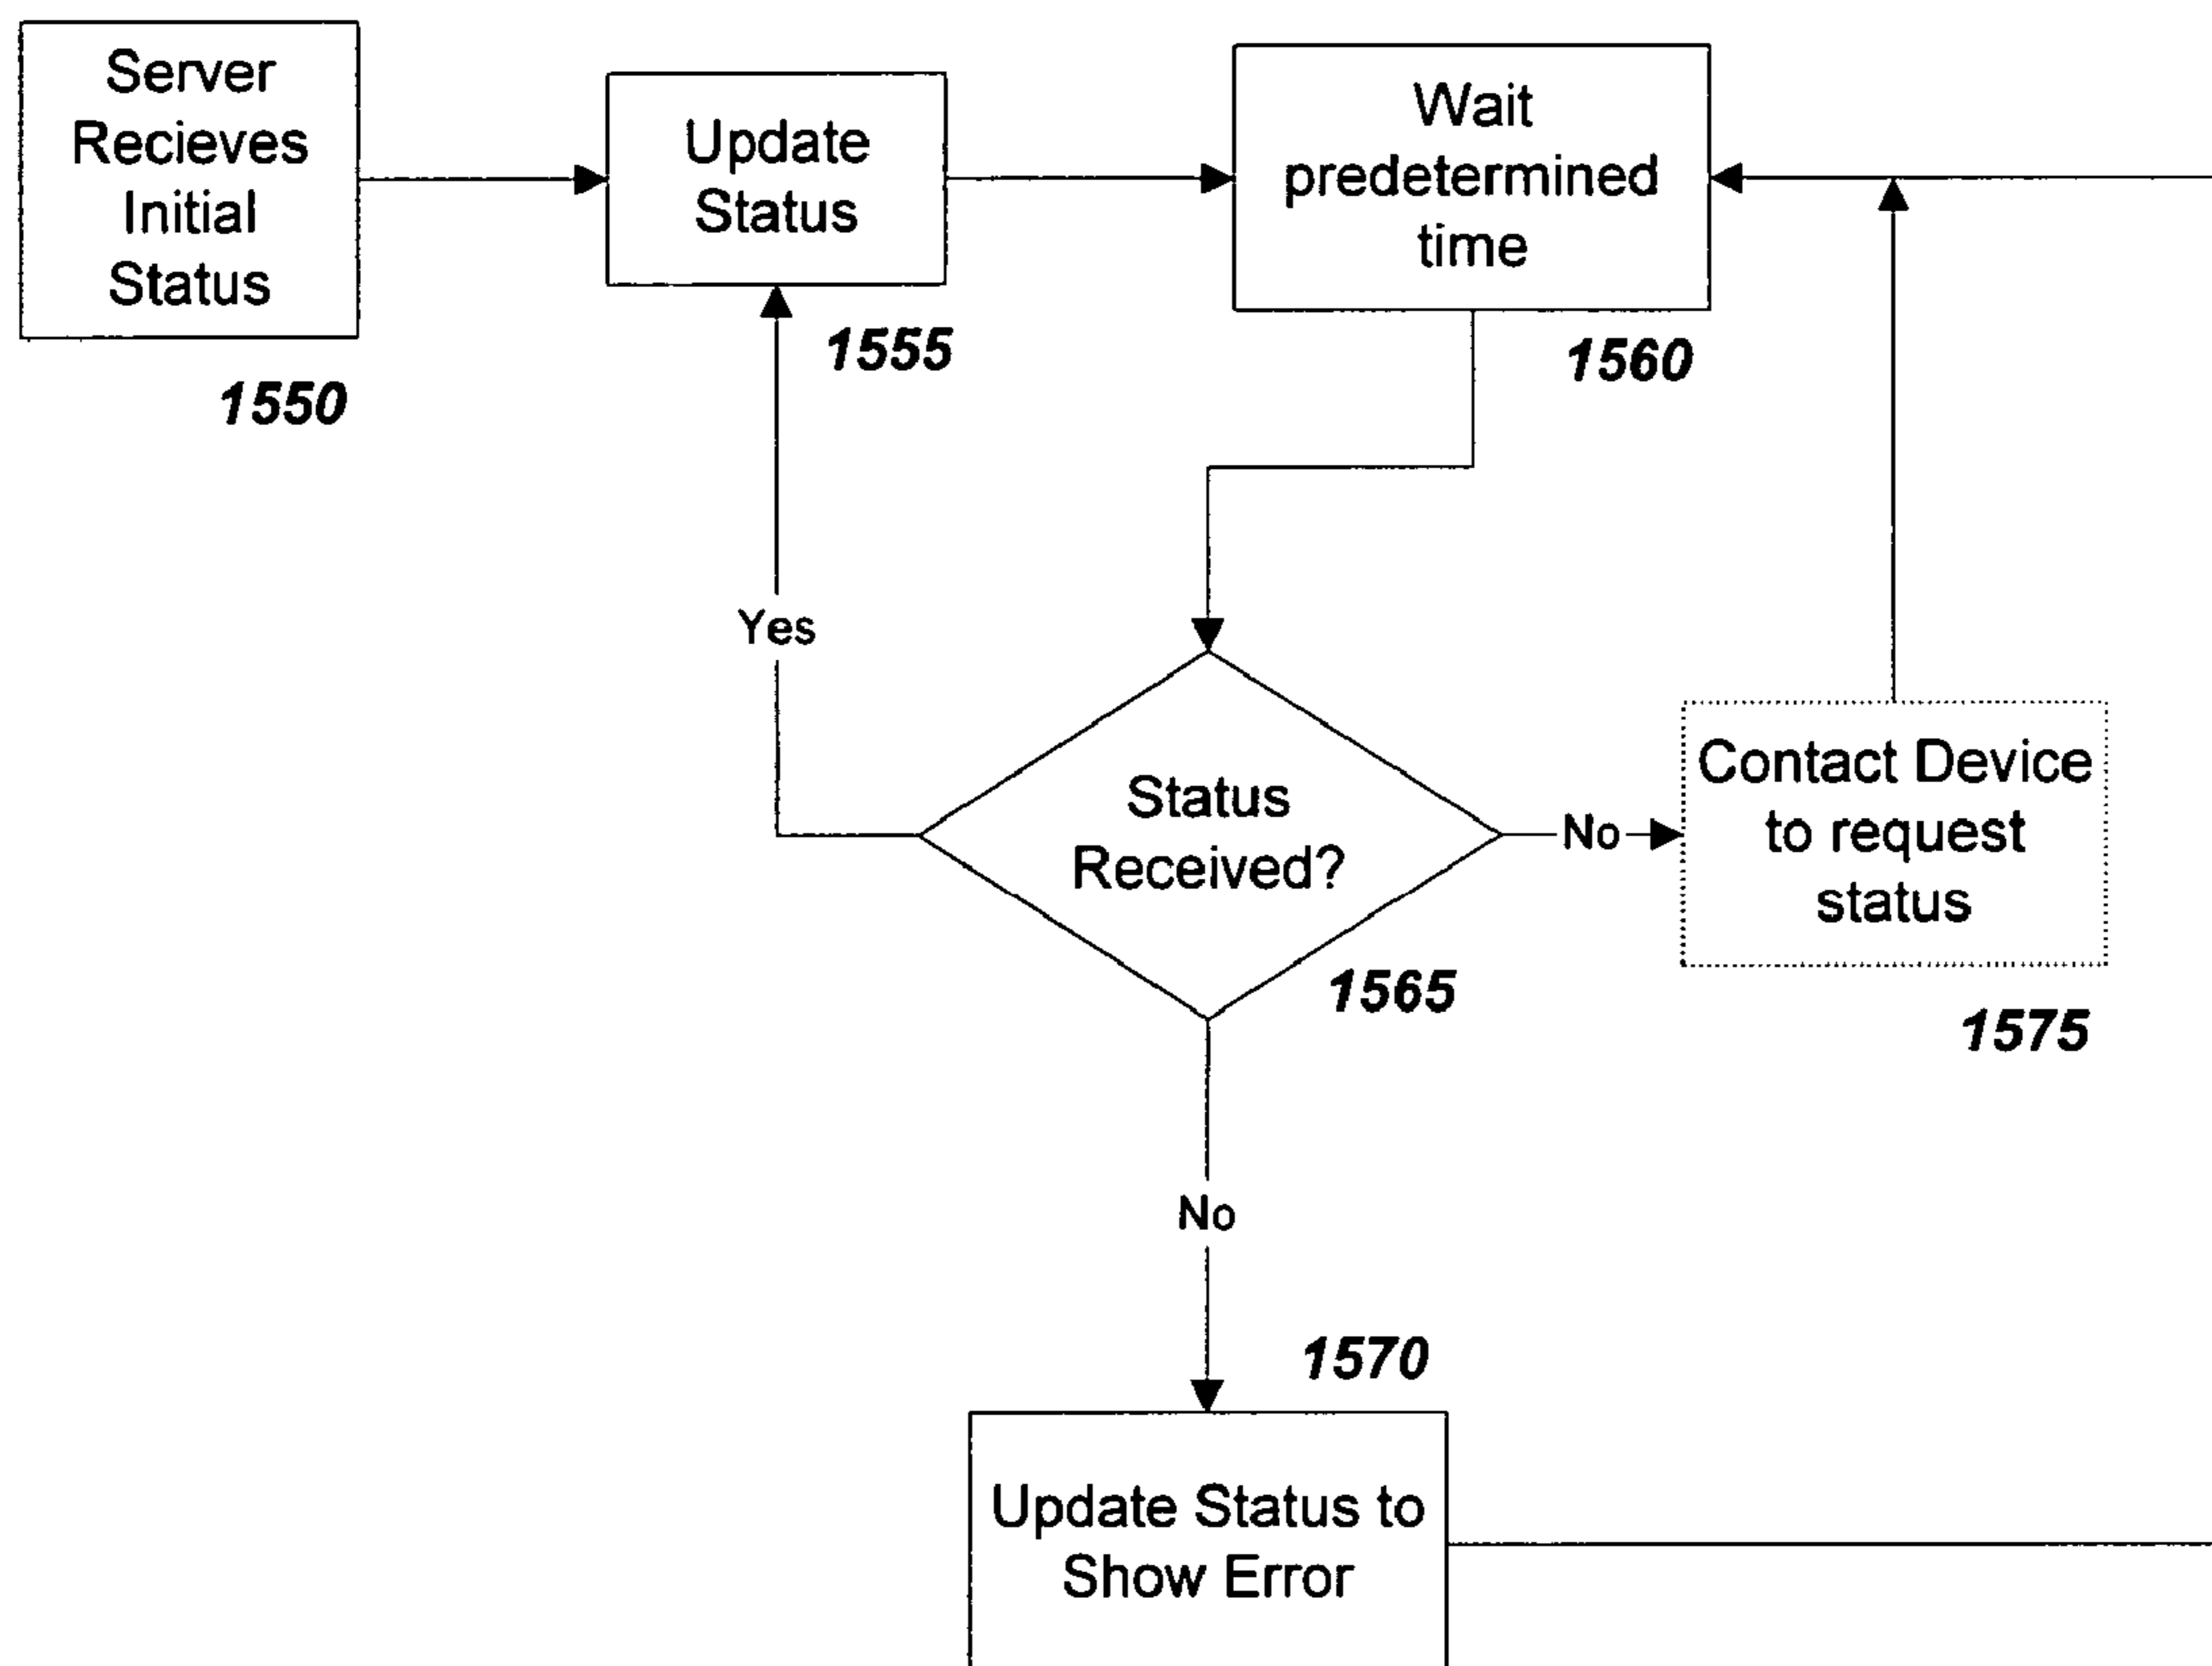 Server
Recieves
Initial
Status
1550
Update
Status
1555
Wait
predetermined
time
1560
Yes
Status
Received?
1565
No
Contact Device
to request
status
1575
No
1570
Update Status to
Show Error